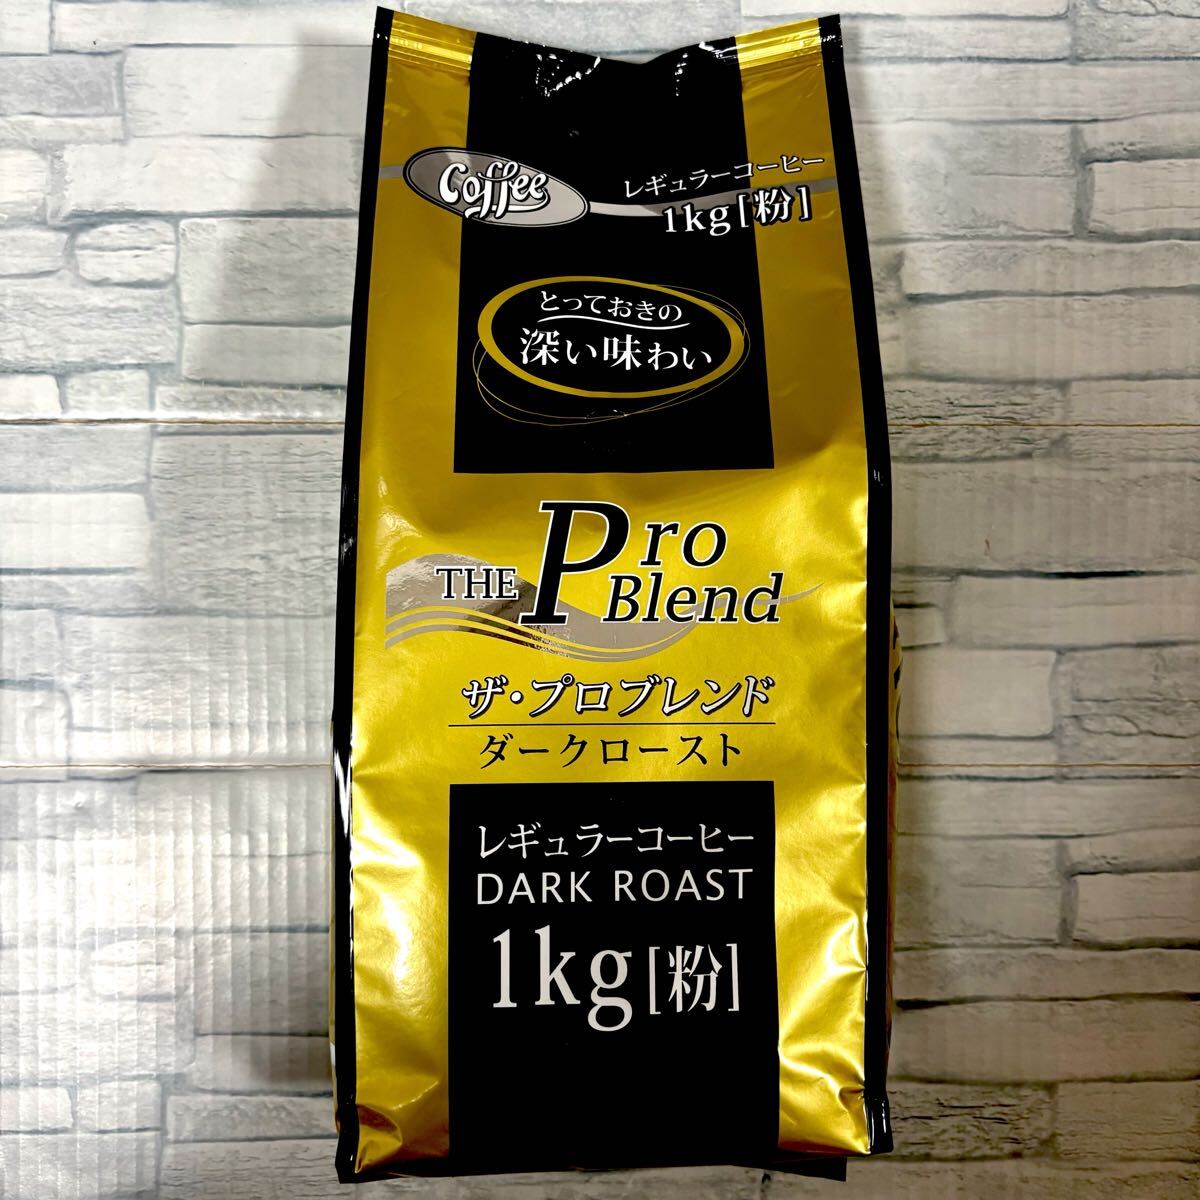 Coffee
レギュラーコーヒー
1kg[粉]
とっておきの
深い味わい
THE Pro Blend
ザ・プロブレンド
ダークロースト
レギュラーコーヒー
DARK ROAST
1kg[粉]